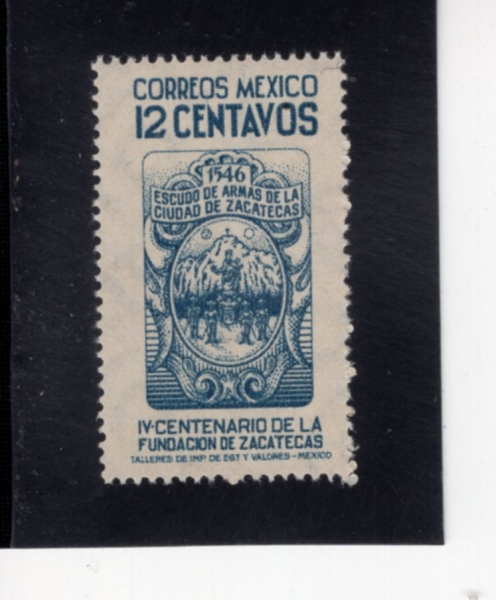 CORREOS MEXICO
12 CENTAVOS
1546
ESCUDO DE ARMAS DE LA
CIUDAD DE ZACATECAS
IV·CENTENARIO DE LA
FUNDACION DE ZACATECAS
TALLERES DE IMP. DE EST. Y VALORES - MEXICO